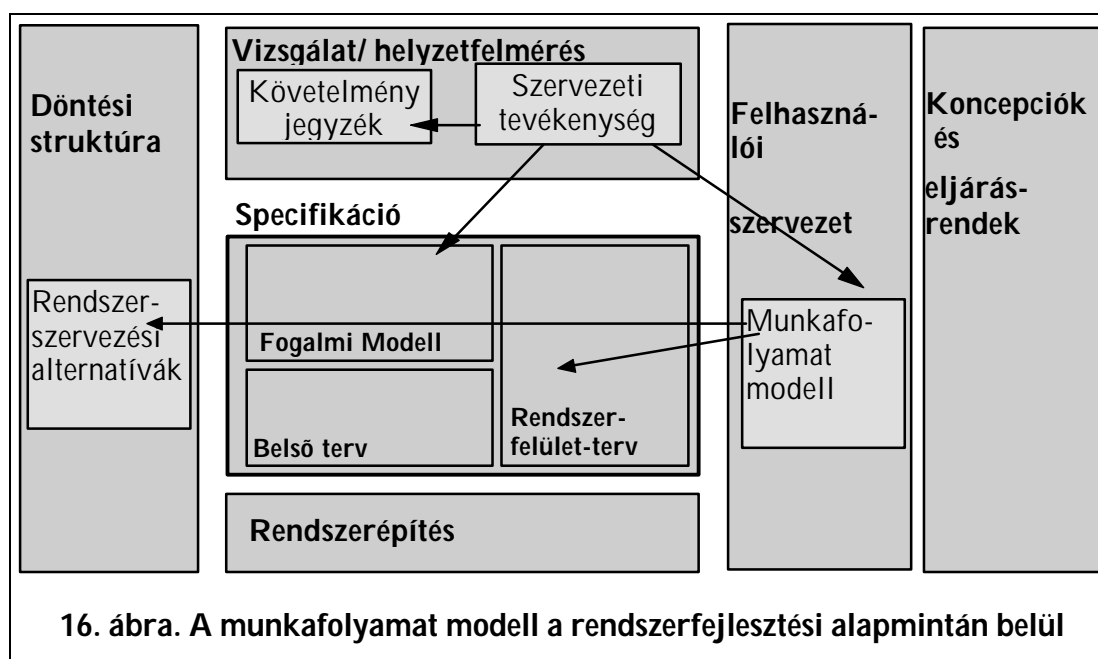 Döntési
struktúra
Rendszer-
szervezési
alternatívák
Vizsgálat/ helyzetfelmérés
Követelmény
jegyzék
Szervezeti
tevékenység
Specifikáció
Fogalmi Modell
Belsõ terv
Rendszer-
felület-terv
Rendszerépítés
Felhaszná-
lói
szervezet
Munkafo-
lyamat
modell
Koncepciók
és
eljárás-
rendek
16. ábra. A munkafolyamat modell a rendszerfejlesztési alapmintán belül